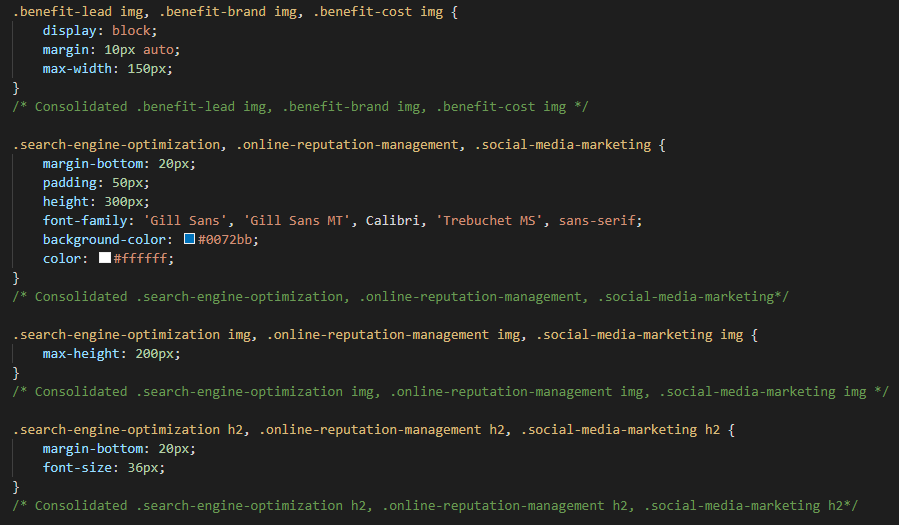 .benefit-lead img, .benefit-brand img, .benefit-cost img {
    display: block;
    margin: 10px auto;
    max-width: 150px;
}
/* Consolidated .benefit-lead img, .benefit-brand img, .benefit-cost img */

.search-engine-optimization, .online-reputation-management, .social-media-marketing {
    margin-bottom: 20px;
    padding: 50px;
    height: 300px;
    font-family: 'Gill Sans', 'Gill Sans MT', Calibri, 'Trebuchet MS', sans-serif;
    background-color: #0072bb;
    color: #ffffff;
}
/* Consolidated .search-engine-optimization, .online-reputation-management, .social-media-marketing*/

.search-engine-optimization img, .online-reputation-management img, .social-media-marketing img {
    max-height: 200px;
}
/* Consolidated .search-engine-optimization img, .online-reputation-management img, .social-media-marketing img */

.search-engine-optimization h2, .online-reputation-management h2, .social-media-marketing h2 {
    margin-bottom: 20px;
    font-size: 36px;
}
/* Consolidated .search-engine-optimization h2, .online-reputation-management h2, .social-media-marketing h2*/